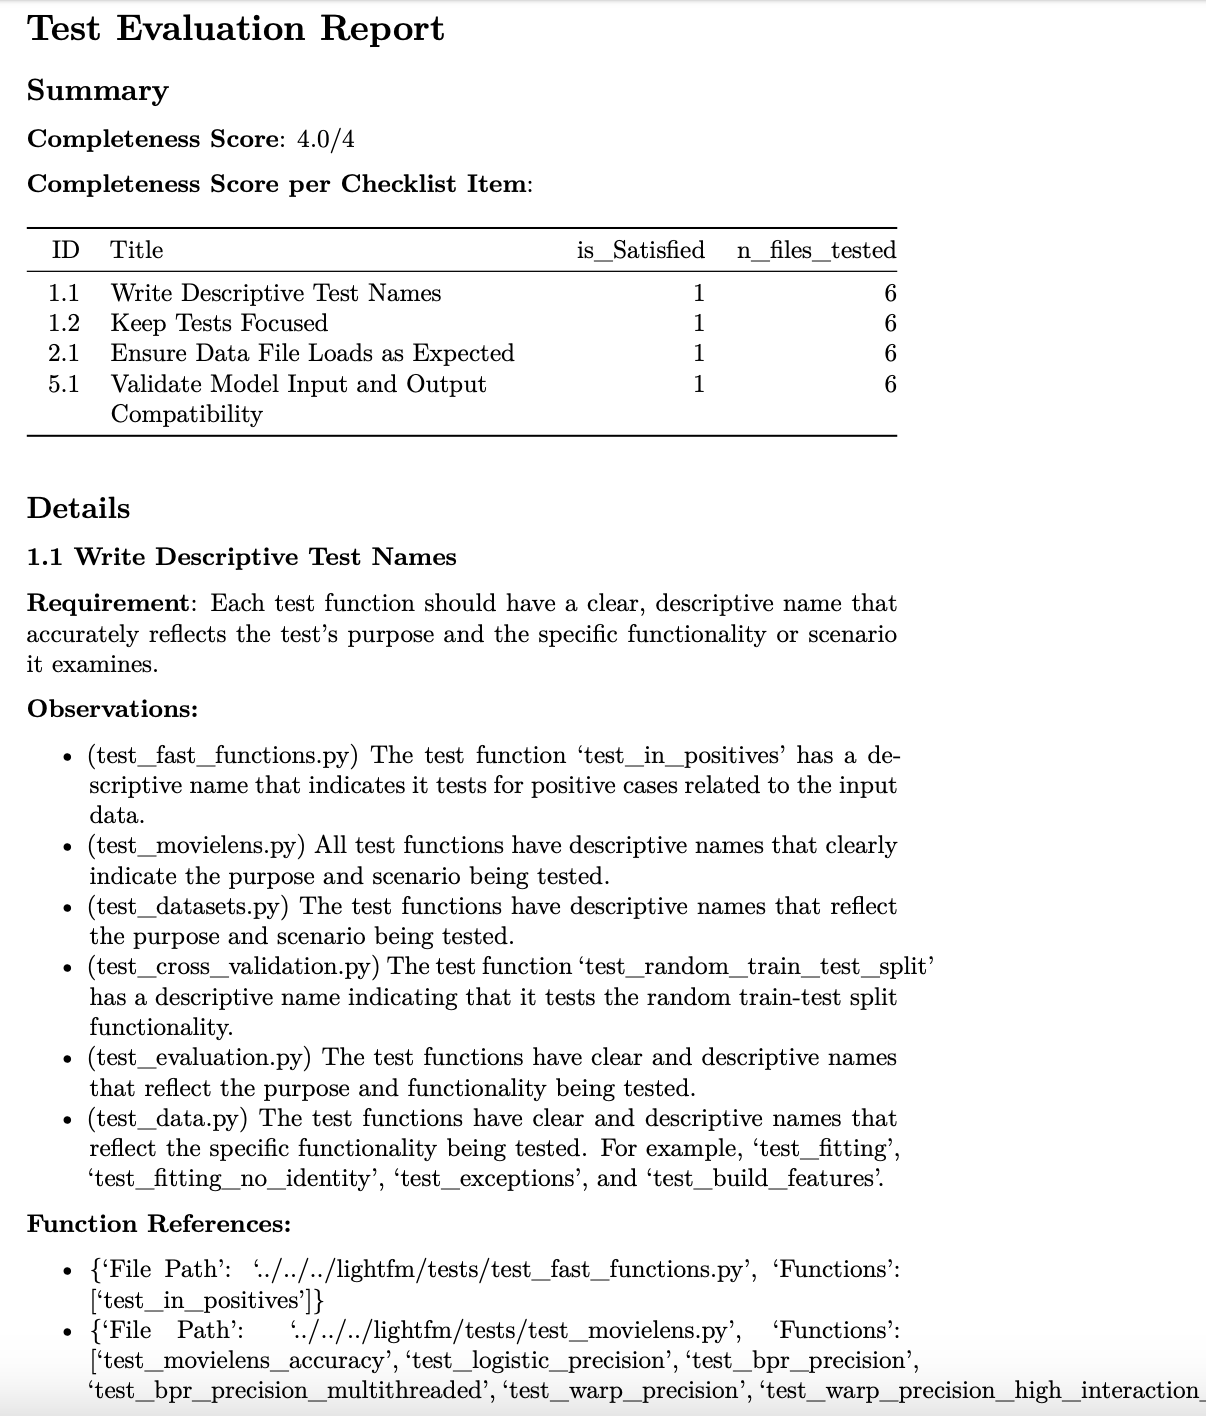 Test Evaluation Report
Summary
Completeness Score: 4.0/4
Completeness Score per Checklist Item:
ID Title is_Satisfied n_files_tested
1.1 Write Descriptive Test Names 1 6
1.2 Keep Tests Focused 1 6
2.1 Ensure Data File Loads as Expected 1 6
5.1 Validate Model Input and Output 1 6
Compatibility
Details
1.1 Write Descriptive Test Names
Requirement: Each test function should have a clear, descriptive name that
accurately reflects the test’s purpose and the specific functionality or scenario
it examines.
Observations:
• (test_fast_functions.py) The test function ‘test_in_positives’ has a de-
scriptive name that indicates it tests for positive cases related to the input
data.
• (test_movielens.py) All test functions have descriptive names that clearly
indicate the purpose and scenario being tested.
• (test_datasets.py) The test functions have descriptive names that reflect
the purpose and scenario being tested.
• (test_cross_validation.py) The test function ‘test_random_train_test_split’
has a descriptive name indicating that it tests the random train-test split
functionality.
• (test_evaluation.py) The test functions have clear and descriptive names
that reflect the purpose and functionality being tested.
• (test_data.py) The test functions have clear and descriptive names that
reflect the specific functionality being tested. For example, ‘test_fitting’,
‘test_fitting_no_identity’, ‘test_exceptions’, and ‘test_build_features’.
Function References:
• {‘File Path’: ‘../../../lightfm/tests/test_fast_functions.py’, ‘Functions’:
[‘test_in_positives’]}
• {‘File Path’: ‘../../../lightfm/tests/test_movielens.py’, ‘Functions’:
[‘test_movielens_accuracy’, ‘test_logistic_precision’, ‘test_bpr_precision’,
‘test_bpr_precision_multithreaded’, ‘test_warp_precision’, ‘test_warp_precision_high_interaction_